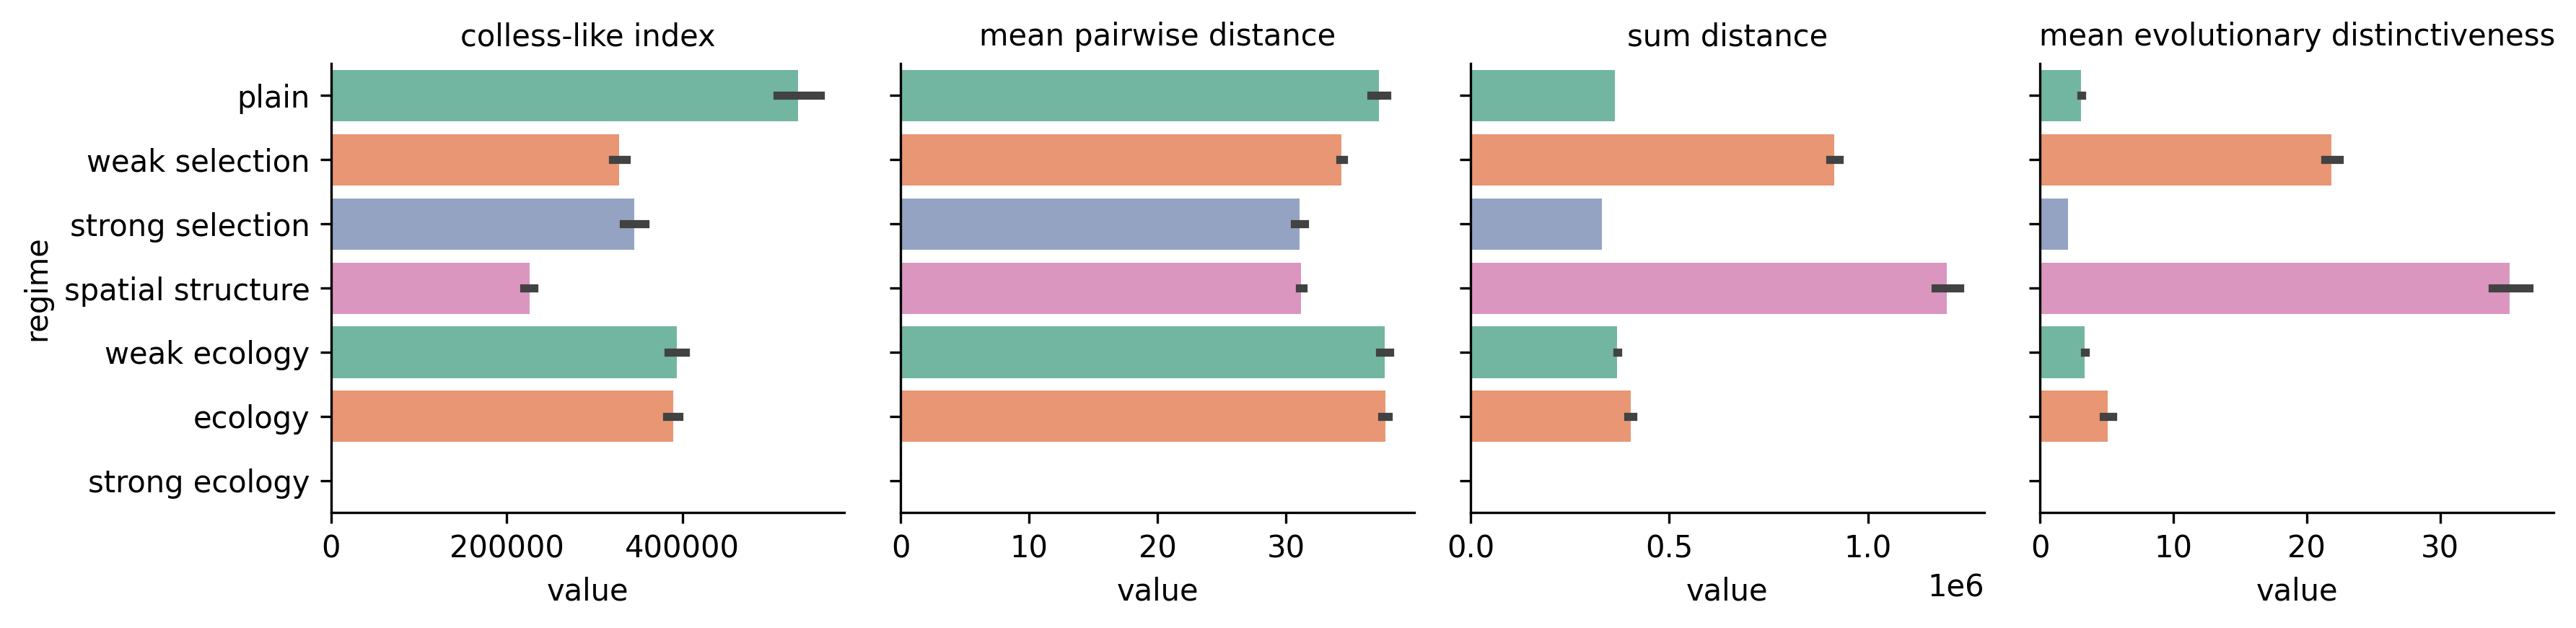 colless-like index
mean pairwise distance
sum distance
mean evolutionary distinctiveness
regime
plain
weak selection
strong selection
spatial structure
weak ecology
ecology
strong ecology
0 200000 400000
0 10 20 30
0.0 0.5 1.0
0 10 20 30
1e6
value
value
value
value